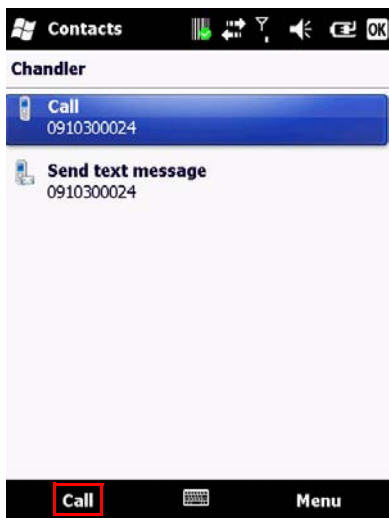 Contacts OK
Chandler
Call
0910300024
Send text message
0910300024
Call Menu